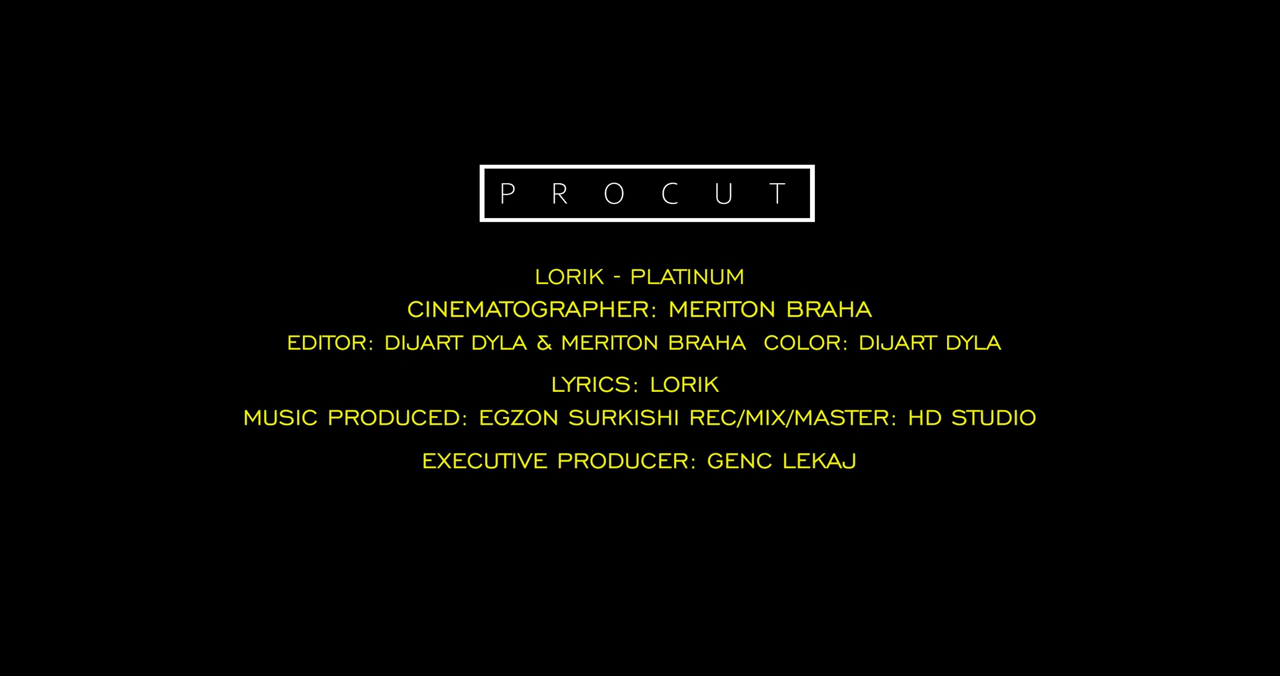 PROCUT
LORIK - PLATINUM
CINEMATOGRAPHER: MERITON BRAHA
EDITOR: DIJART DYLA & MERITON BRAHA COLOR: DIJART DYLA
LYRICS: LORIK
MUSIC PRODUCED: EGZON SURKISHI REC/MIX/MASTER: HD STUDIO
EXECUTIVE PRODUCER: GENC LEKAJ